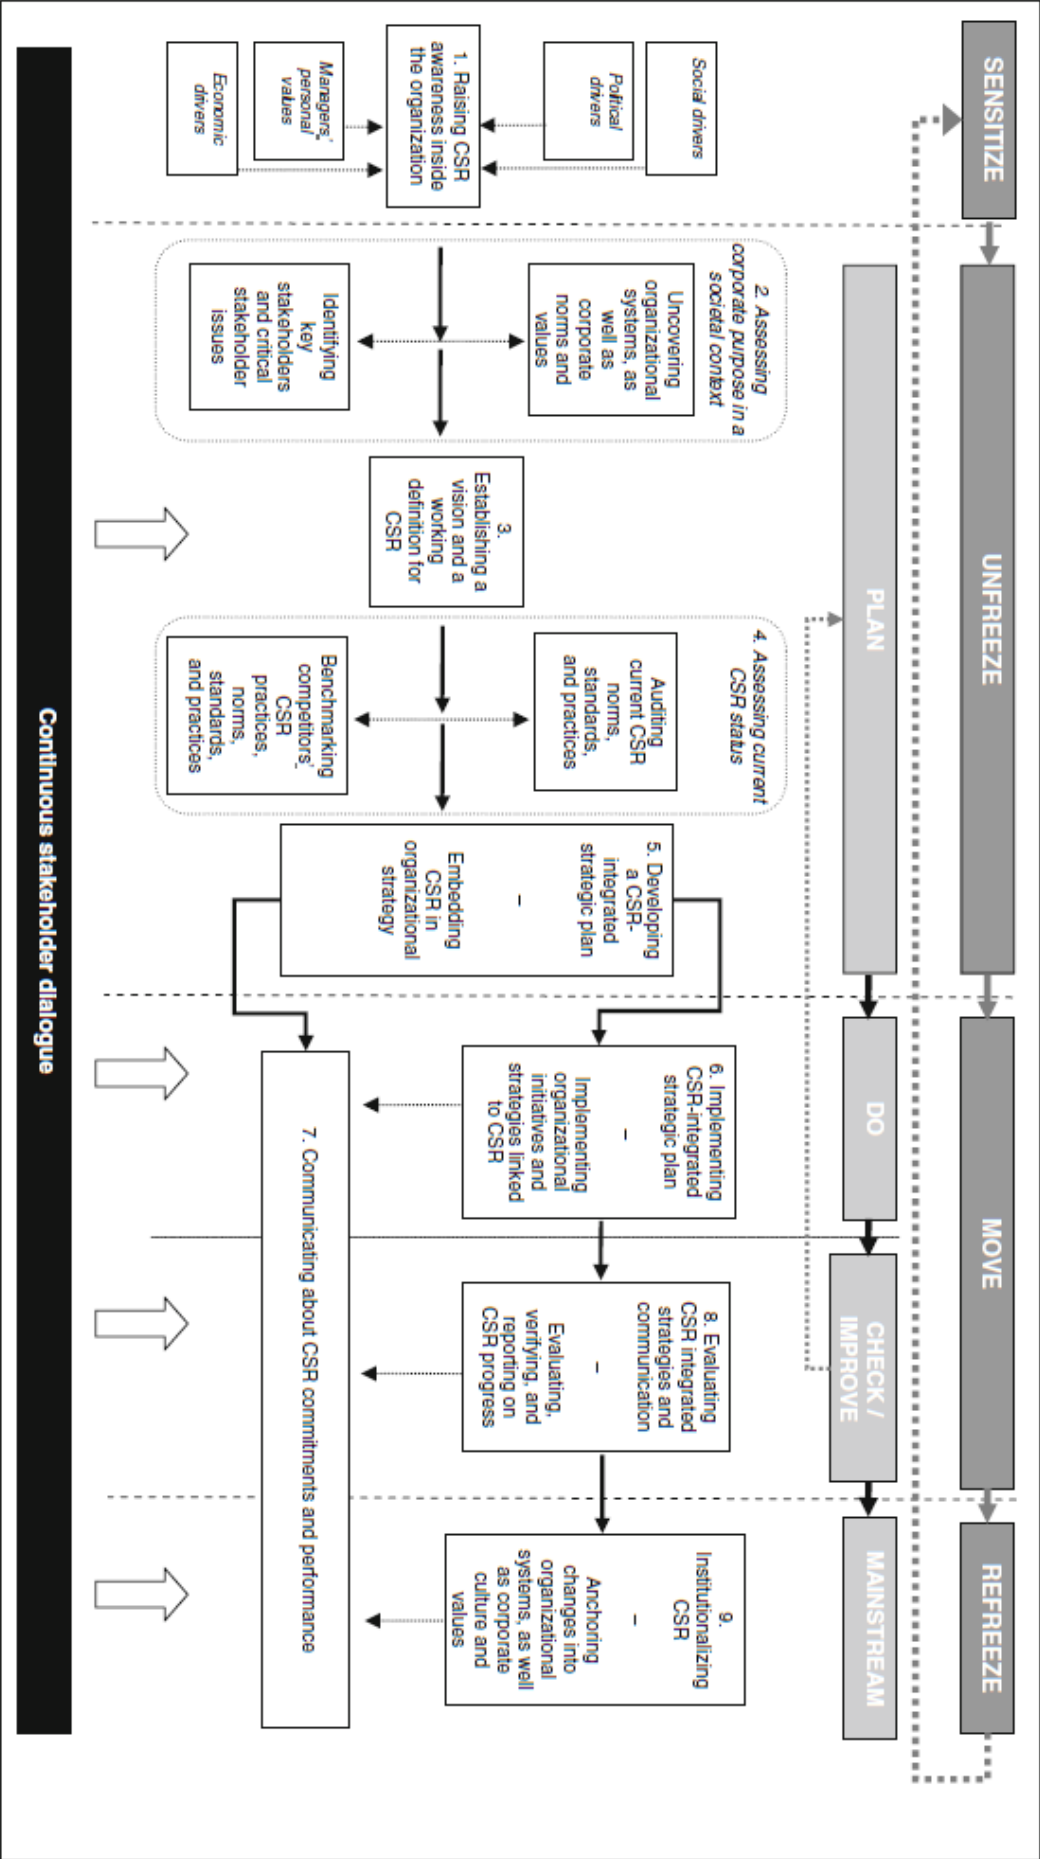 SENSITIZE
UNFREEZE
MOVE
REFREEZE
PLAN
DO
CHECK /
IMPROVE
MAINSTREAM
Social drivers
Political
drivers
1. Raising CSR
awareness inside
the organization
Managers'
personal
values
Economic
drivers
2. Assessing
corporate purpose in a
societal context
Uncovering
organizational
systems, as
well as
corporate
norms and
values
Identifying
key
stakeholders
and critical
stakeholder
issues
3.
Establishing a
vision and a
working
definition for
CSR
4. Assessing current
CSR status
Auditing
current CSR
norms,
standards,
and practices
Benchmarking
competitors'
CSR
practices,
norms,
standards,
and practices
5. Developing
a CSR-
integrated
strategic plan
–
Embedding
CSR in
organizational
strategy
6. Implementing
CSR-integrated
strategic plan
–
Implementing
organizational
initiatives and
strategies linked
to CSR
8. Evaluating
CSR integrated
strategies and
communication
–
Evaluating,
verifying, and
reporting on
CSR progress
9.
Institutionalizing
CSR
–
Anchoring
changes into
organizational
systems, as well
as corporate
culture and
values
7. Communicating about CSR commitments and performance
Continuous stakeholder dialogue